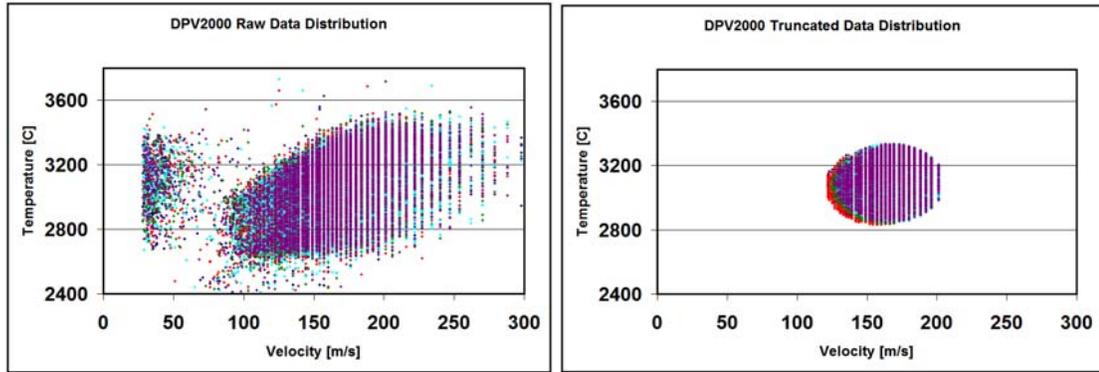 DPV2000 Raw Data Distribution
Temperature [C]
3600
3200
2800
2400
0 50 100 150 200 250 300
Velocity [m/s]
DPV2000 Truncated Data Distribution
Temperature [C]
3600
3200
2800
2400
0 50 100 150 200 250 300
Velocity [m/s]